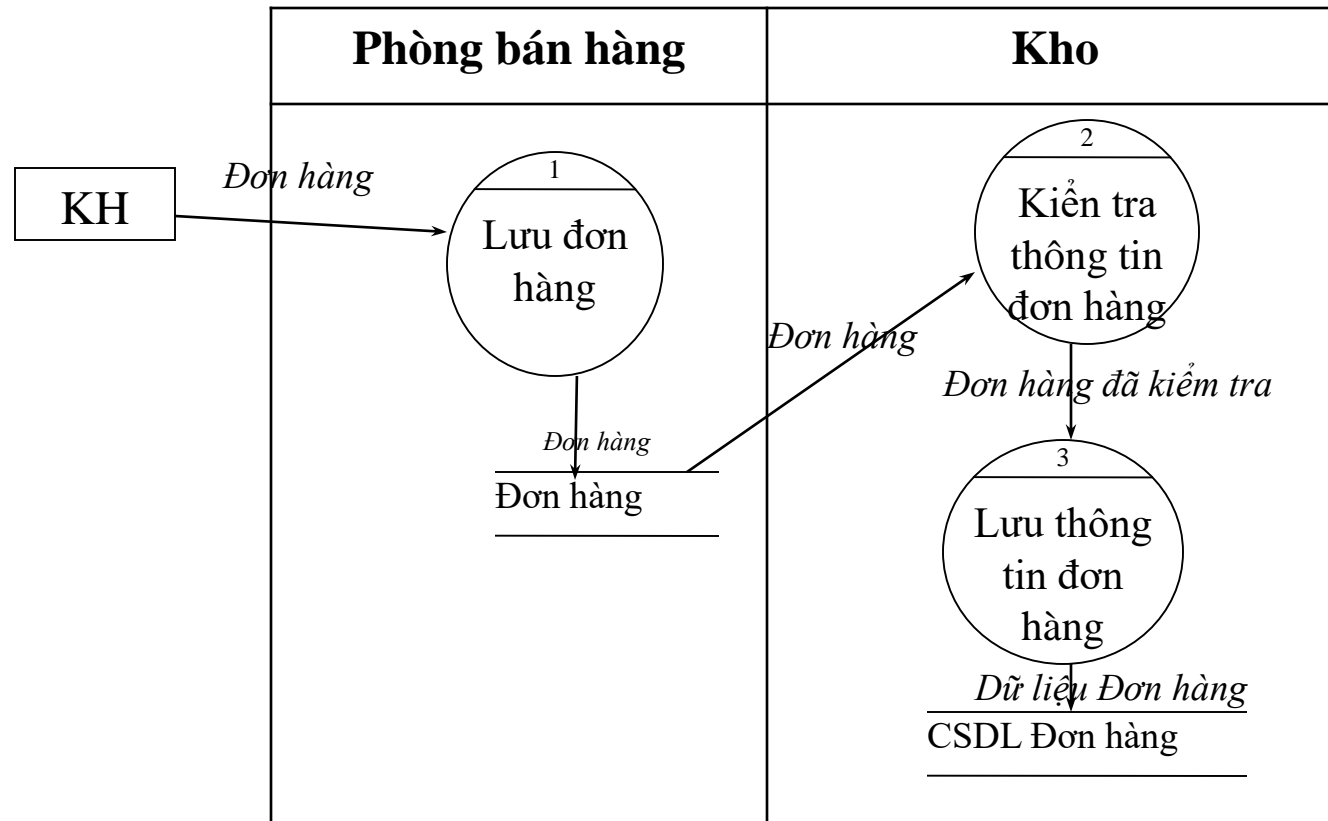 Phòng bán hàng
Kho
KH
Đơn hàng
1
Lưu đơn
hàng
Đơn hàng
Đơn hàng
Đơn hàng
2
Kiển tra
thông tin
đơn hàng
Đơn hàng đã kiểm tra
3
Lưu thông
tin đơn
hàng
Dữ liệu Đơn hàng
CSDL Đơn hàng